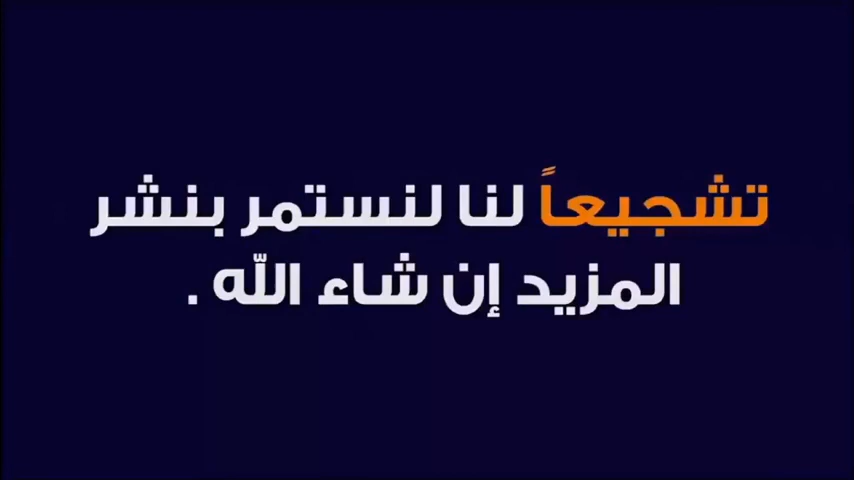 تشجيعاً لنا لنستمر بنشر
المزيد إن شاء الله .